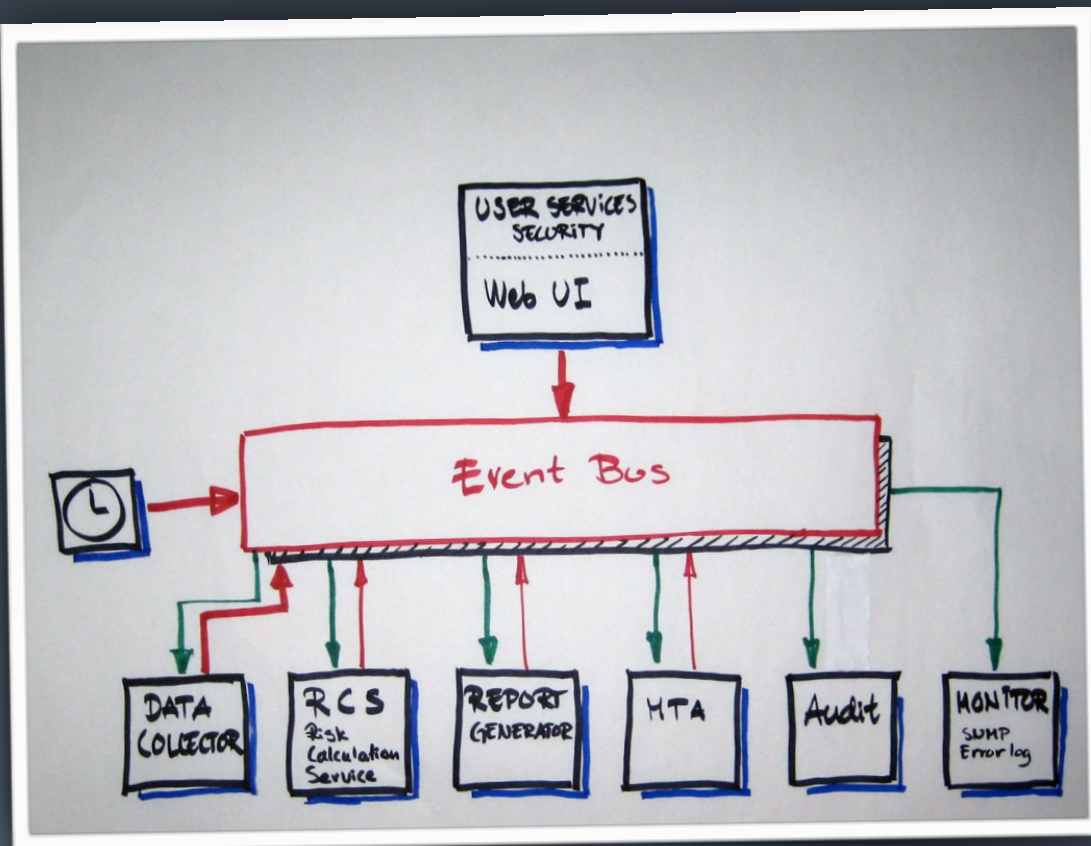 USER SERViCES
SECURiTY
Web UI
Event Bus
DATA
COLLECTOR
RCS
Risk
Calculation
Service
REPORT
GENERATOR
MTA
Audit
MONiTOR
SNMP
Error log